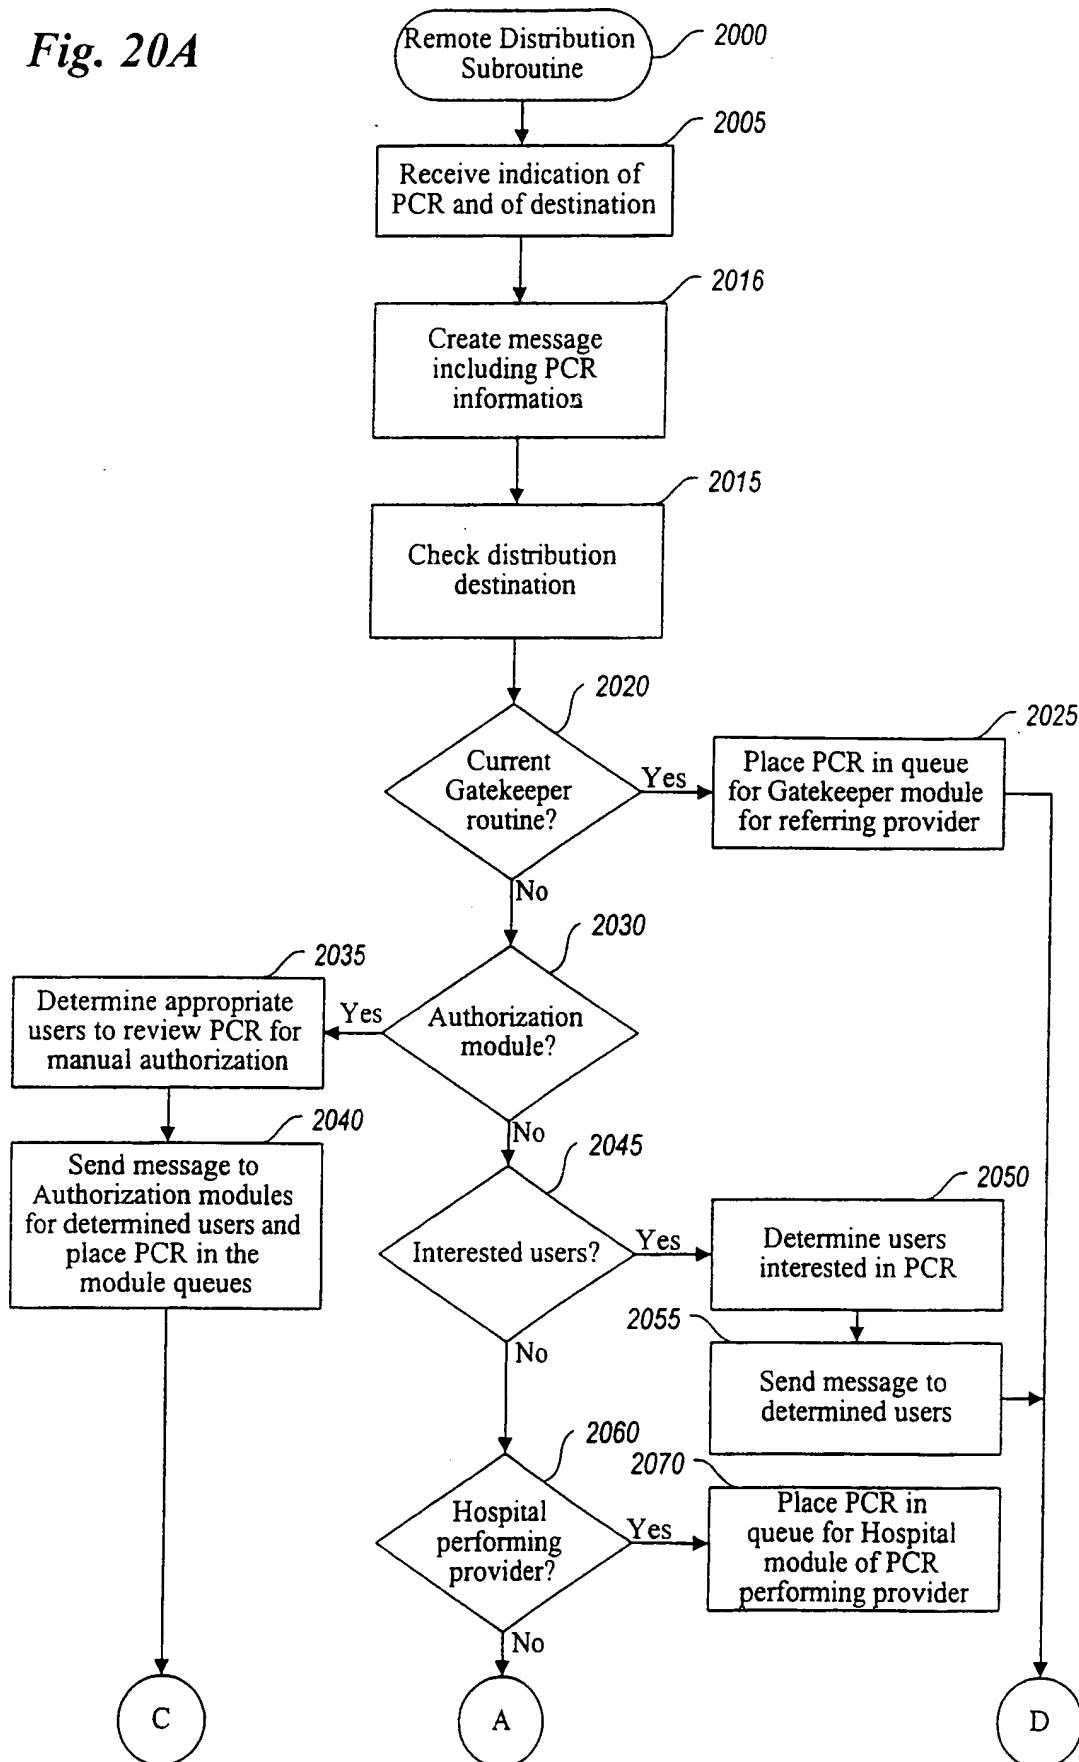 Fig. 20A
Remote Distribution
Subroutine
2000
2005
Receive indication of
PCR and of destination
2016
Create message
including PCR
information
2015
Check distribution
destination
2020
Current
Gatekeeper
routine?
Yes
2025
Place PCR in queue
for Gatekeeper module
for referring provider
No
2030
Authorization
module?
Yes
2035
Determine appropriate
users to review PCR for
manual authorization
2040
Send message to
Authorization modules
for determined users and
place PCR in the
module queues
No
2045
Interested users?
Yes
2050
Determine users
interested in PCR
2055
Send message to
determined users
No
2060
Hospital
performing
provider?
Yes
2070
Place PCR in
queue for Hospital
module of PCR
performing provider
No
C
A
D